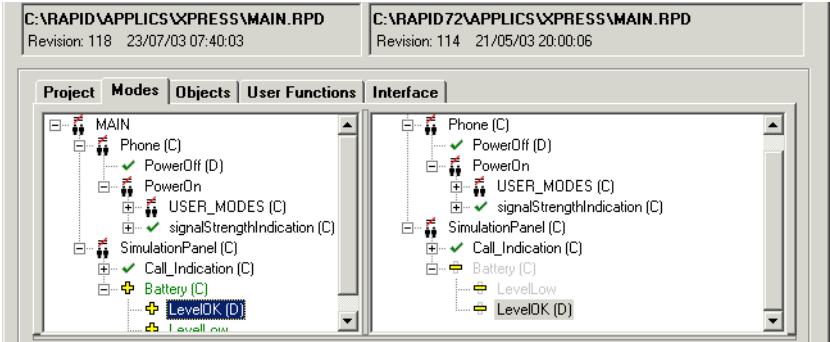 C:\RAPID\APPLICS\XPRESS\MAIN.RPD
Revision: 118 23/07/03 07:40:03
C:\RAPID72\APPLICS\XPRESS\MAIN.RPD
Revision: 114 21/05/03 20:00:06
Project Modes Objects User Functions Interface
MAIN
Phone (C)
PowerOff (D)
PowerOn
USER_MODES (C)
signalStrengthIndication (C)
SimulationPanel (C)
Call_Indication (C)
Battery (C)
LevelOK (D)
LevelLow
Phone (C)
PowerOff (D)
PowerOn
USER_MODES (C)
signalStrengthIndication (C)
SimulationPanel (C)
Call_Indication (C)
Battery (C)
LevelLow
LevelOK (D)